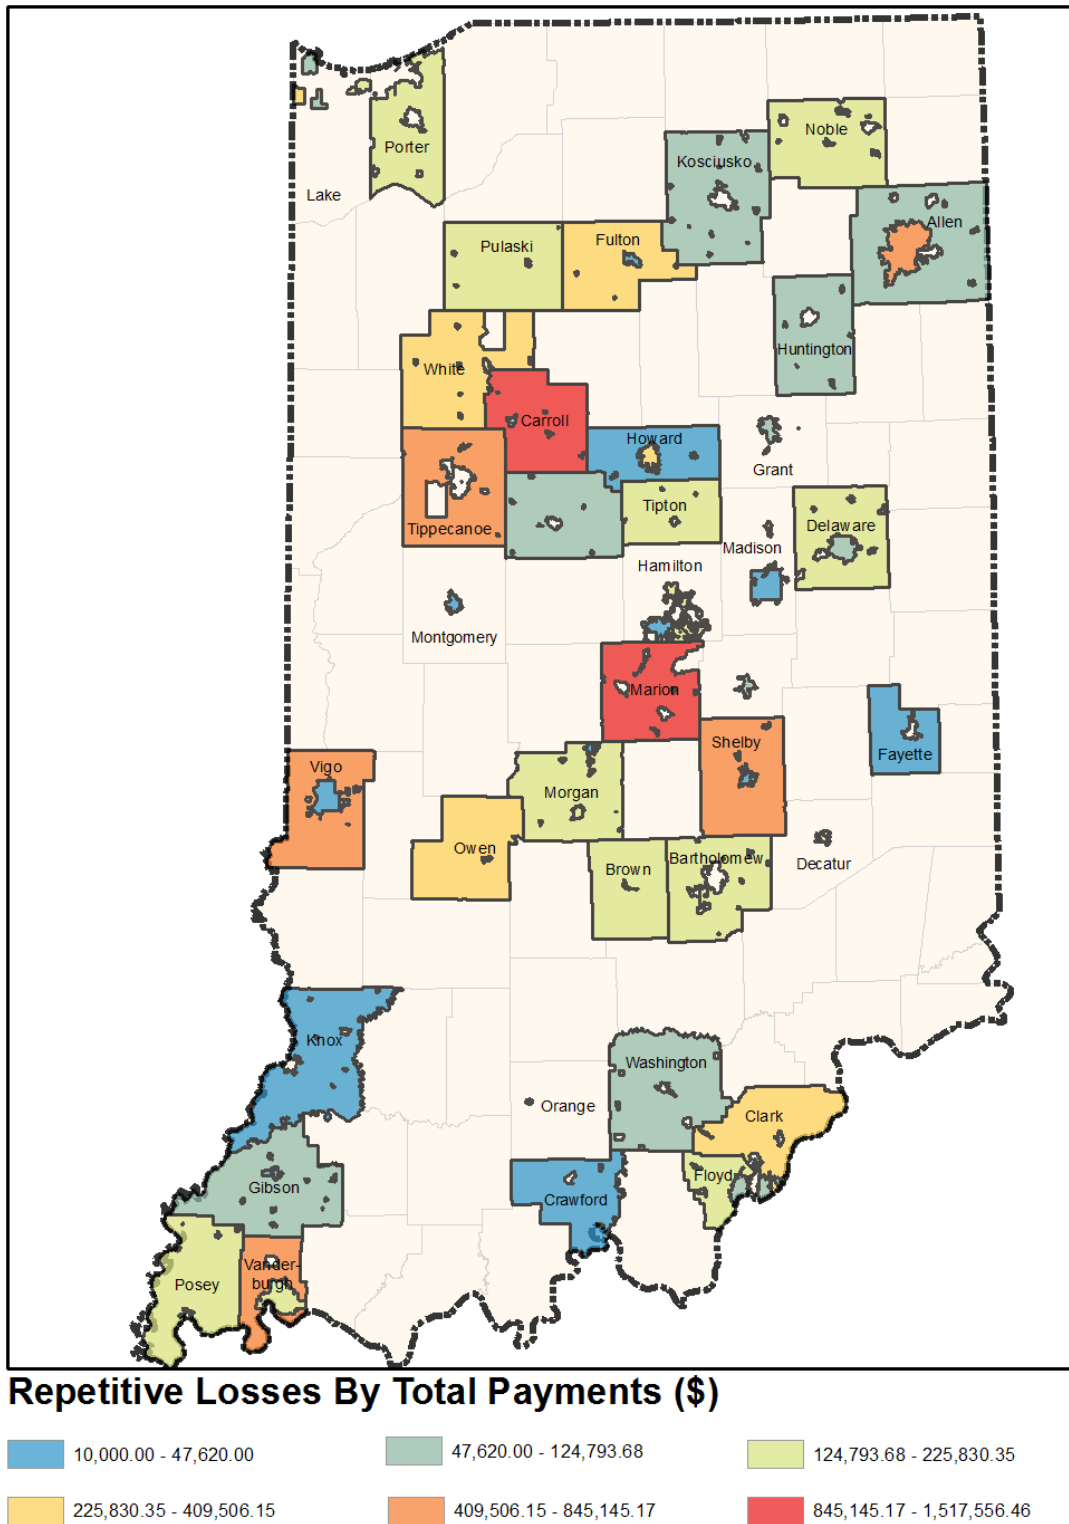 Noble
Porter
Kosciusko
Lake
Allen
Fulton
Pulaski
Huntington
White
Carroll
Howard
Grant
Tipton
Tippecanoe
Delaware
Madison
Hamilton
Montgomery
Marion
Shelby
Fayette
Vigo
Morgan
Owen
Bartholomew
Decatur
Brown
Knox
Washington
Orange
Clark
Floyd
Gibson
Crawford
Vander-
burgh
Posey
Repetitive Losses By Total Payments ($)
10,000.00 - 47,620.00
47,620.00 - 124,793.68
124,793.68 - 225,830.35
225,830.35 - 409,506.15
409,506.15 - 845,145.17
845,145.17 - 1,517,556.46